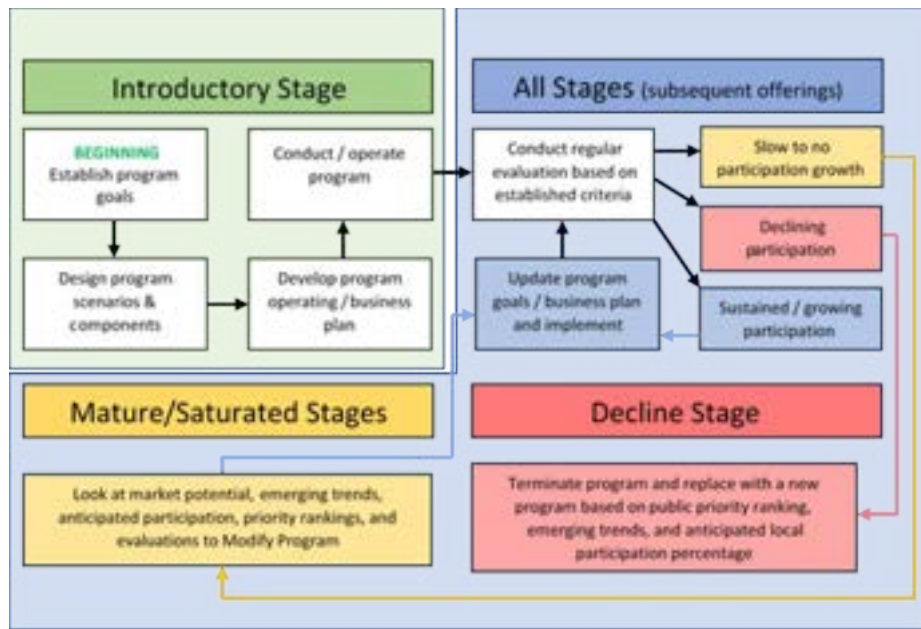 Introductory Stage
BEGINNING
Establish program
goals
Conduct / operate
program
Design program
scenarios &
components
Develop program
operating / business
plan
All Stages (subsequent offerings)
Conduct regular
evaluation based on
established criteria
Slow to no
participation growth
Declining
participation
Update program
goals / business plan
and implement
Sustained / growing
participation
Mature/Saturated Stages
Look at market potential, emerging trends,
anticipated participation, priority rankings, and
evaluations to Modify Program
Decline Stage
Terminate program and replace with a new
program based on public priority ranking,
emerging trends, and anticipated local
participation percentage